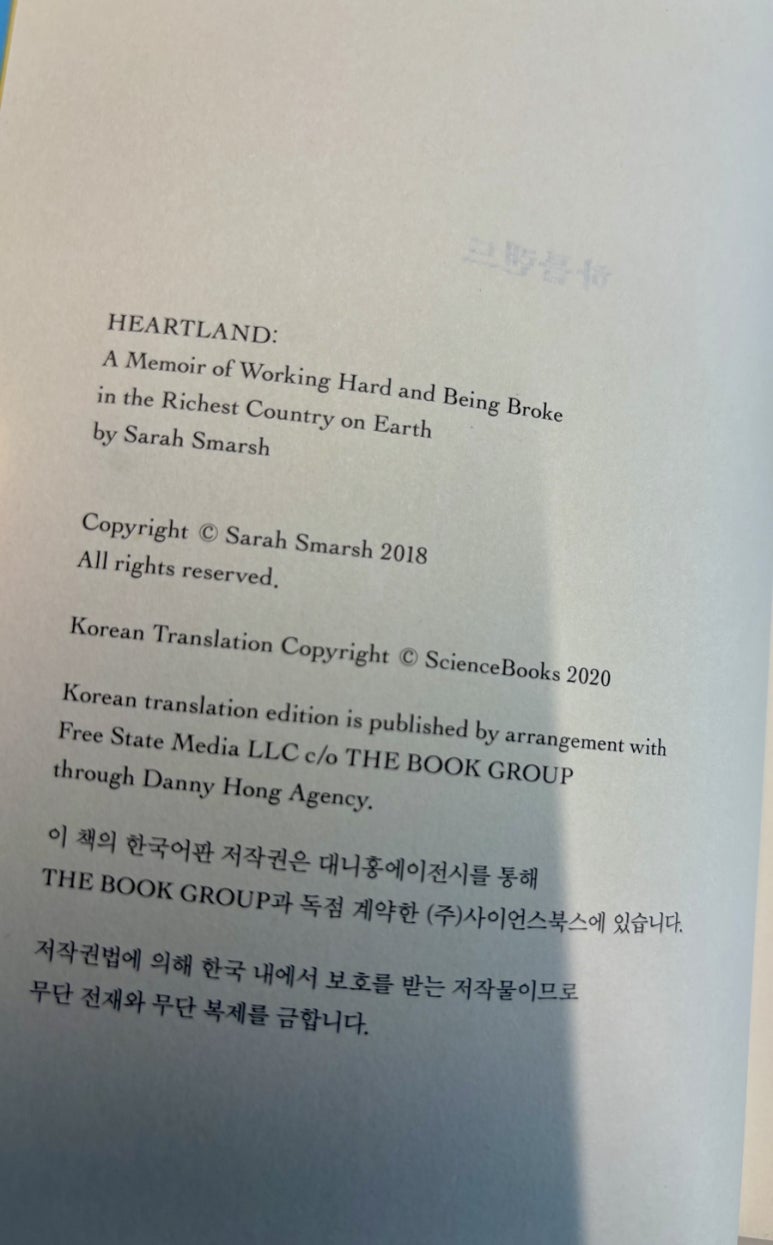 하틀랜드
HEARTLAND:
A Memoir of Working Hard and Being Broke
in the Richest Country on Earth
by Sarah Smarsh
Copyright © Sarah Smarsh 2018
All rights reserved.
Korean Translation Copyright © ScienceBooks 2020
Korean translation edition is published by arrangement with
Free State Media LLC c/o THE BOOK GROUP
through Danny Hong Agency.
이 책의 한국어판 저작권은 대니홍에이전시를 통해
THE BOOK GROUP과 독점 계약한 (주)사이언스북스에 있습니다.
저작권법에 의해 한국 내에서 보호를 받는 저작물이므로
무단 전재와 무단 복제를 금합니다.